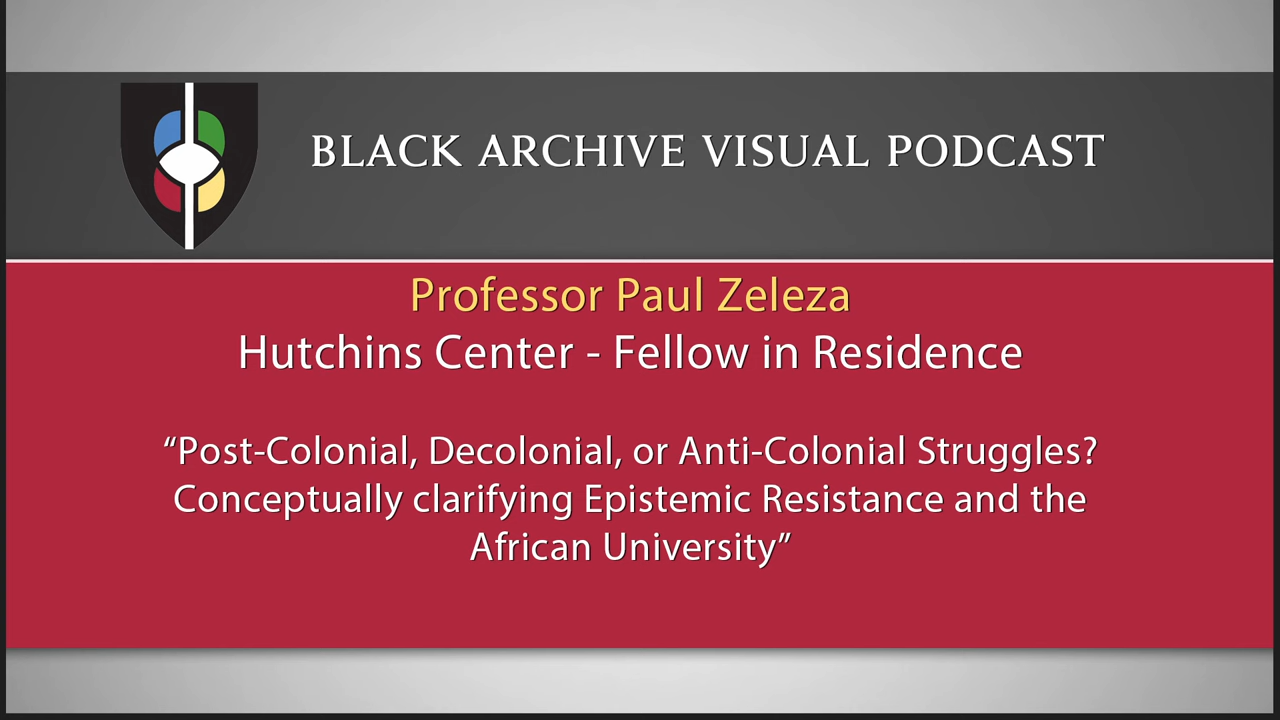 BLACK ARCHIVE VISUAL PODCAST
Professor Paul Zeleza
Hutchins Center - Fellow in Residence
“Post-Colonial, Decolonial, or Anti-Colonial Struggles?
Conceptually clarifying Epistemic Resistance and the
African University”